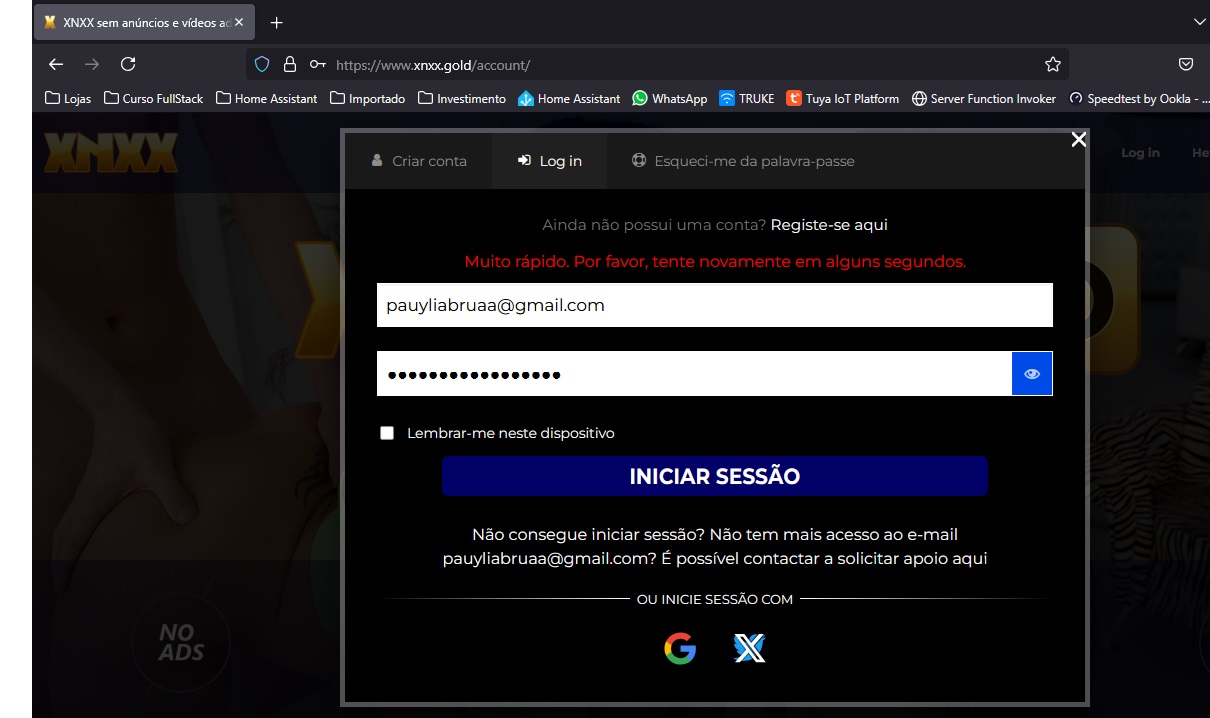 XNXX sem anúncios e vídeos ad
https://www.xnxx.gold/account/
Lojas Curso FullStack Home Assistant Importado Investimento Home Assistant WhatsApp TRUKE Tuya IoT Platform Server Function Invoker Speedtest by Ookla - ...
XNXX
Criar conta Log in Esqueci-me da palavra-passe
Log in
Ainda não possui uma conta? Registe-se aqui
Muito rápido. Por favor, tente novamente em alguns segundos.
pauyliabruaa@gmail.com
Lembrar-me neste dispositivo
INICIAR SESSÃO
Não consegue iniciar sessão? Não tem mais acesso ao e-mail
pauyliabruaa@gmail.com? É possível contactar a solicitar apoio aqui
OU INICIE SESSÃO COM
NO
ADS